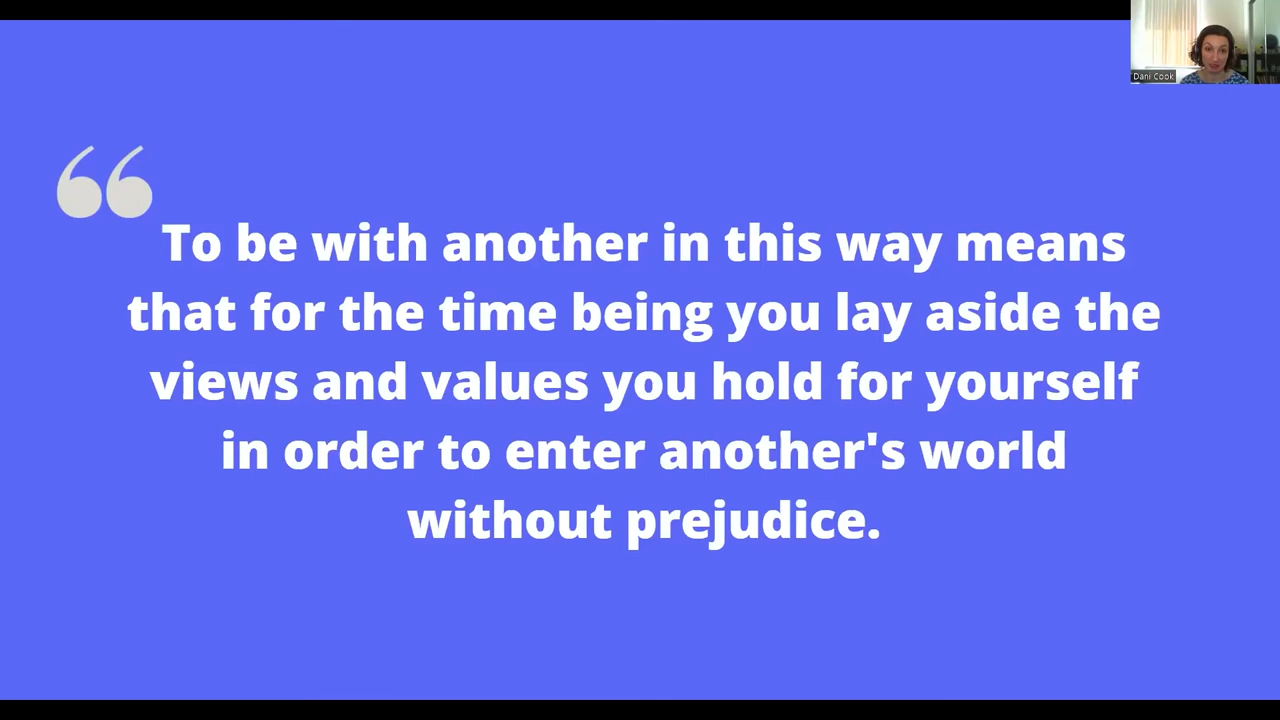 Dani Cook
“
To be with another in this way means
that for the time being you lay aside the
views and values you hold for yourself
in order to enter another's world
without prejudice.